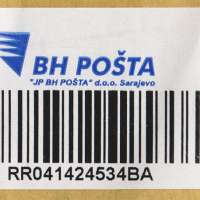 BH POŠTA
"JP BH POŠTA" d.o.o. Sarajevo
RR041424534BA